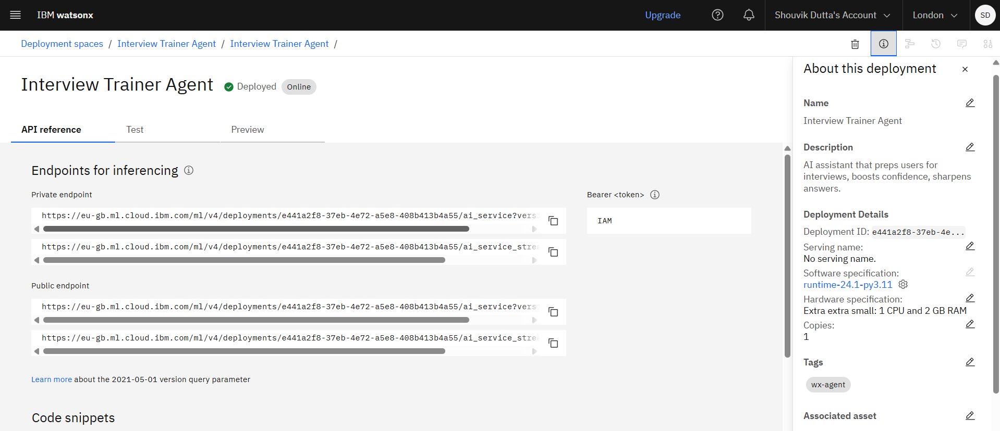 IBM watsonx
Upgrade
Shouvik Dutta's Account
London
SD
Deployment spaces / Interview Trainer Agent / Interview Trainer Agent /
Interview Trainer Agent
Deployed
Online
API reference
Test
Preview
Endpoints for inferencing
Private endpoint
https://eu-gb.ml.cloud.ibm.com/ml/v4/deployments/e441a2f8-37eb-4e72-a5e8-408b413b4a55/ai_service?versi
https://eu-gb.ml.cloud.ibm.com/ml/v4/deployments/e441a2f8-37eb-4e72-a5e8-408b413b4a55/ai_service_strea
Bearer <token>
IAM
Public endpoint
https://eu-gb.ml.cloud.ibm.com/ml/v4/deployments/e441a2f8-37eb-4e72-a5e8-408b413b4a55/ai_service?versi
https://eu-gb.ml.cloud.ibm.com/ml/v4/deployments/e441a2f8-37eb-4e72-a5e8-408b413b4a55/ai_service_strea
Learn more about the 2021-05-01 version query parameter
Code snippets
About this deployment
Name
Interview Trainer Agent
Description
AI assistant that preps users for
interviews, boosts confidence, sharpens
answers.
Deployment Details
Deployment ID: e441a2f8-37eb-4e...
Serving name:
No serving name.
Software specification:
runtime-24.1-py3.11
Hardware specification:
Extra extra small: 1 CPU and 2 GB RAM
Copies:
1
Tags
wx-agent
Associated asset